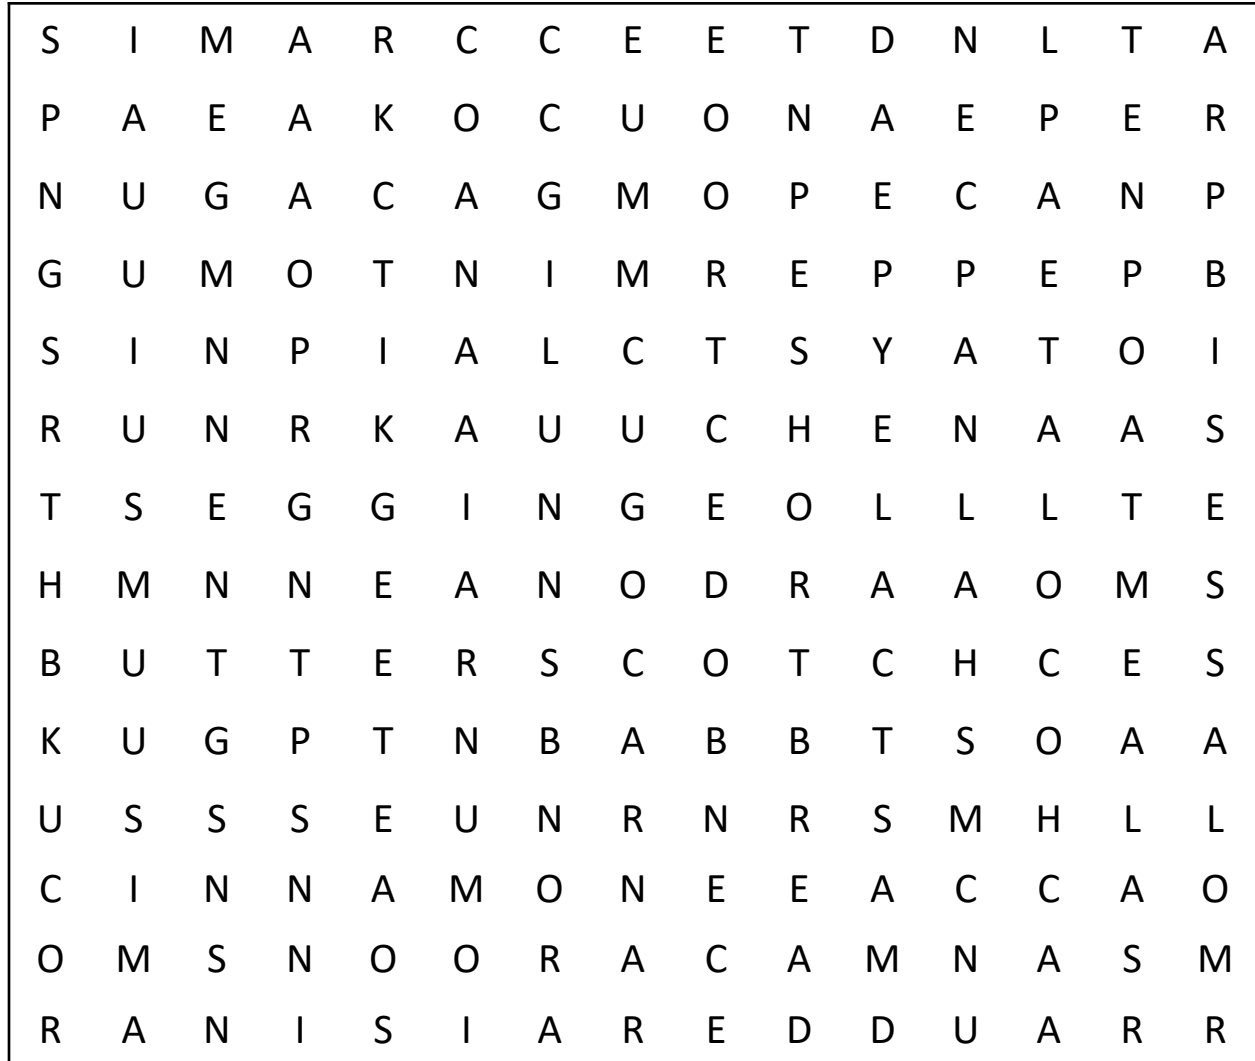 S I M A R C C E E T D N L T A
P A E A K O C U O N A E P E R
N U G A C A G M O P E C A N P
G U M O T N I M R E P P E P B
S I N P I A L C T S Y A T O I
R U N R K A U U C H E N A A S
T S E G G I N G E O L L L T E
H M N N E A N O D R A A O M S
B U T T E R S C O T C H C E S
K U G P T N B A B B T S O A A
U S S S E U N R N R S M H L L
C I N N A M O N E E A C C A O
O M S N O O R A C A M N A S M
R A N I S I A R E D D U A R R